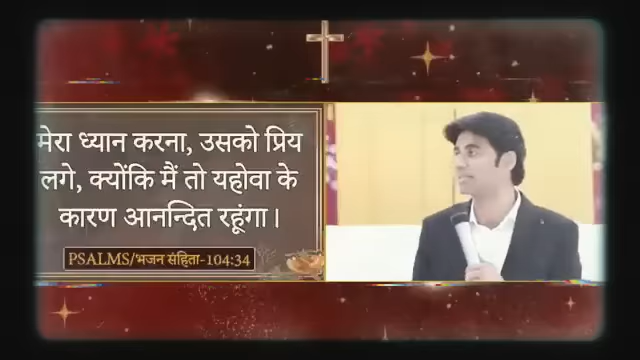 मेरा ध्यान करना, उसको प्रिय
लगे, क्योंकि मैं तो यहोवा के
कारण आनन्दित रहूंगा।
PSALMS/भजन संहिता-104:34